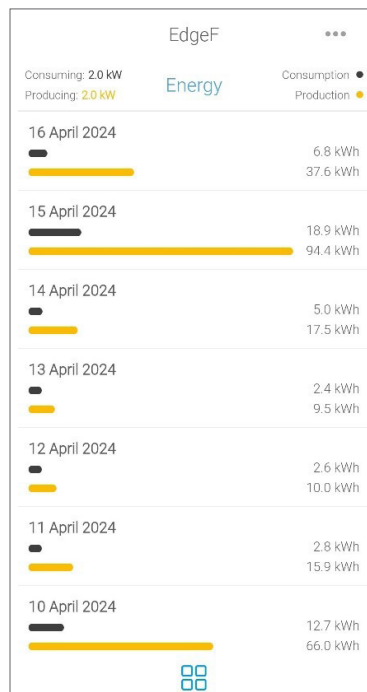 EdgeF
Consuming: 2.0 kW
Producing: 2.0 kW
Energy
Consumption
Production
16 April 2024
6.8 kWh
37.6 kWh
15 April 2024
18.9 kWh
94.4 kWh
14 April 2024
5.0 kWh
17.5 kWh
13 April 2024
2.4 kWh
9.5 kWh
12 April 2024
2.6 kWh
10.0 kWh
11 April 2024
2.8 kWh
15.9 kWh
10 April 2024
12.7 kWh
66.0 kWh